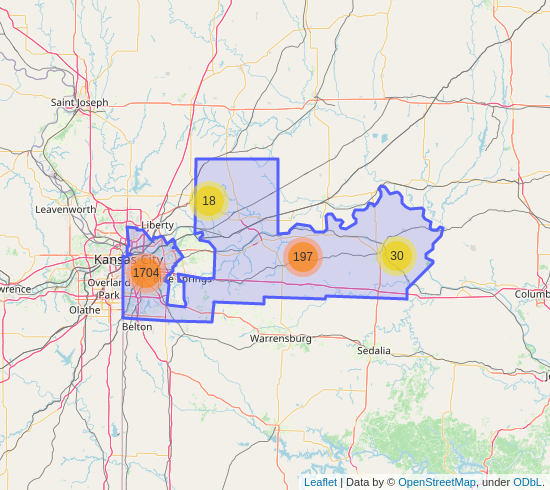 Saint Joseph
Leavenworth
Liberty
18
Kansas City
1704
e Springs
197
30
wrence
Overland
Park
Olathe
Belton
Warrensburg
Sedalia
Columb
Leaflet | Data by © OpenStreetMap, under ODbL.